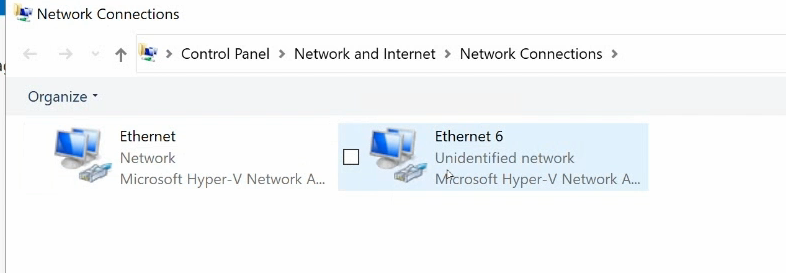 Network Connections
Control Panel Network and Internet Network Connections
Organize
Ethernet
Network
Microsoft Hyper-V Network A...
Ethernet 6
Unidentified network
Microsoft Hyper-V Network A...